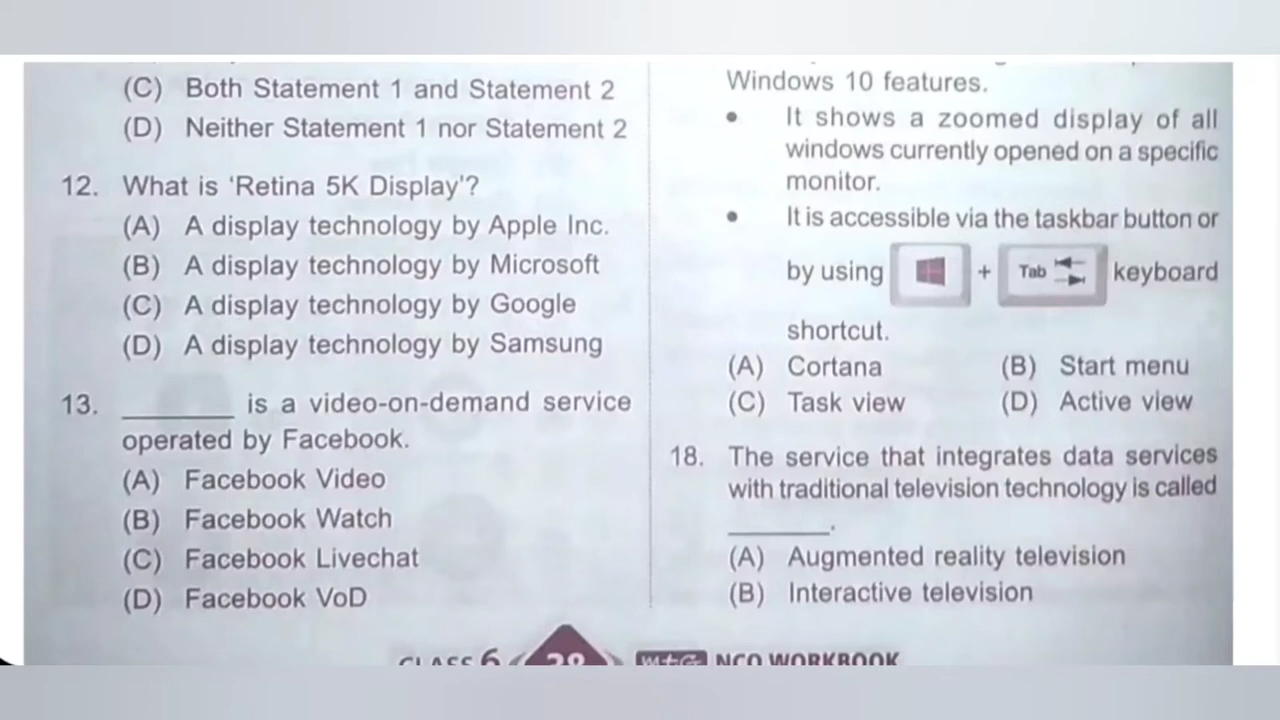 (C) Both Statement 1 and Statement 2
(D) Neither Statement 1 nor Statement 2
12. What is ‘Retina 5K Display’?
(A) A display technology by Apple Inc.
(B) A display technology by Microsoft
(C) A display technology by Google
(D) A display technology by Samsung
13. ________ is a video-on-demand service
operated by Facebook.
(A) Facebook Video
(B) Facebook Watch
(C) Facebook Livechat
(D) Facebook VoD
Windows 10 features.
• It shows a zoomed display of all
windows currently opened on a specific
monitor.
• It is accessible via the taskbar button or
by using + Tab keyboard
shortcut.
(A) Cortana (B) Start menu
(C) Task view (D) Active view
18. The service that integrates data services
with traditional television technology is called
________.
(A) Augmented reality television
(B) Interactive television
CLASS 6 NCO WORKBOOK